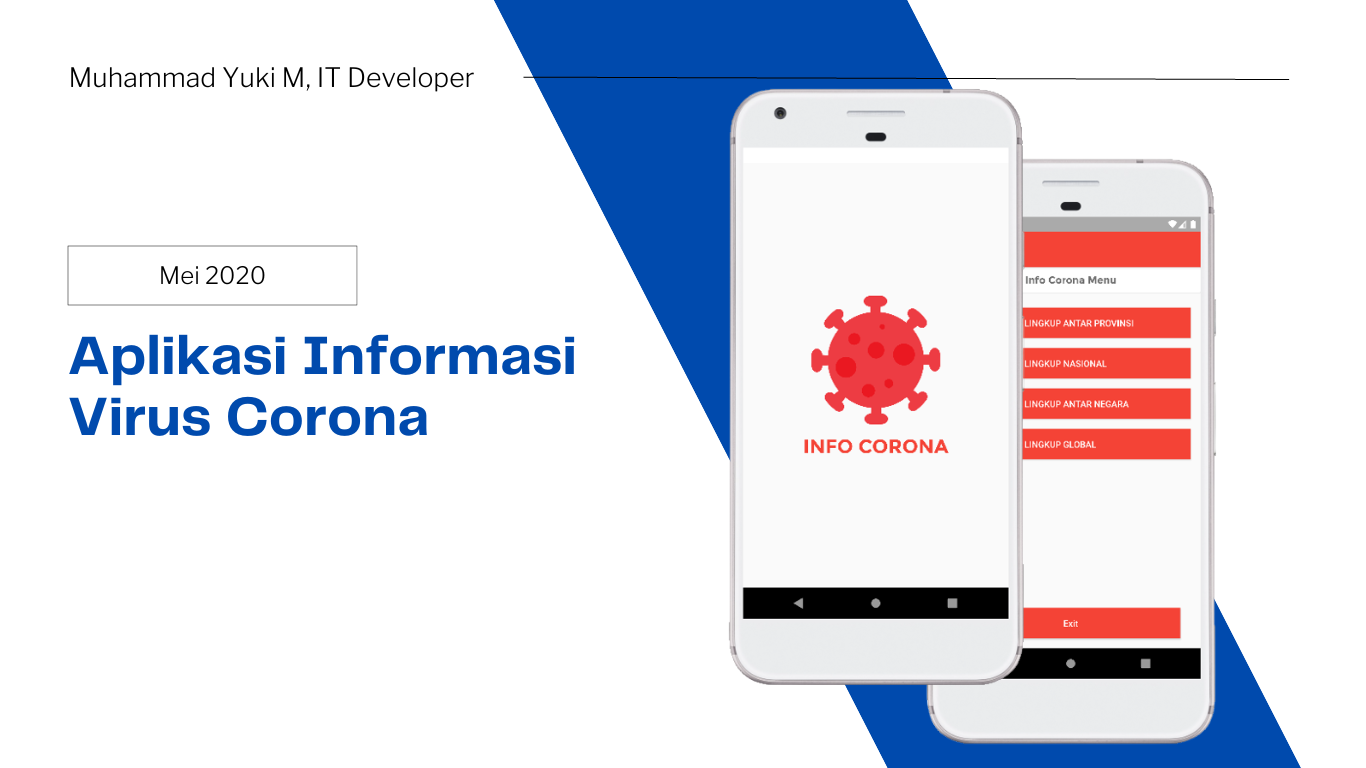 Muhammad Yuki M, IT Developer
Mei 2020
Aplikasi Informasi
Virus Corona
INFO CORONA
Info Corona Menu
LINGKUP ANTAR PROVINSI
LINGKUP NASIONAL
LINGKUP ANTAR NEGARA
LINGKUP GLOBAL
Exit